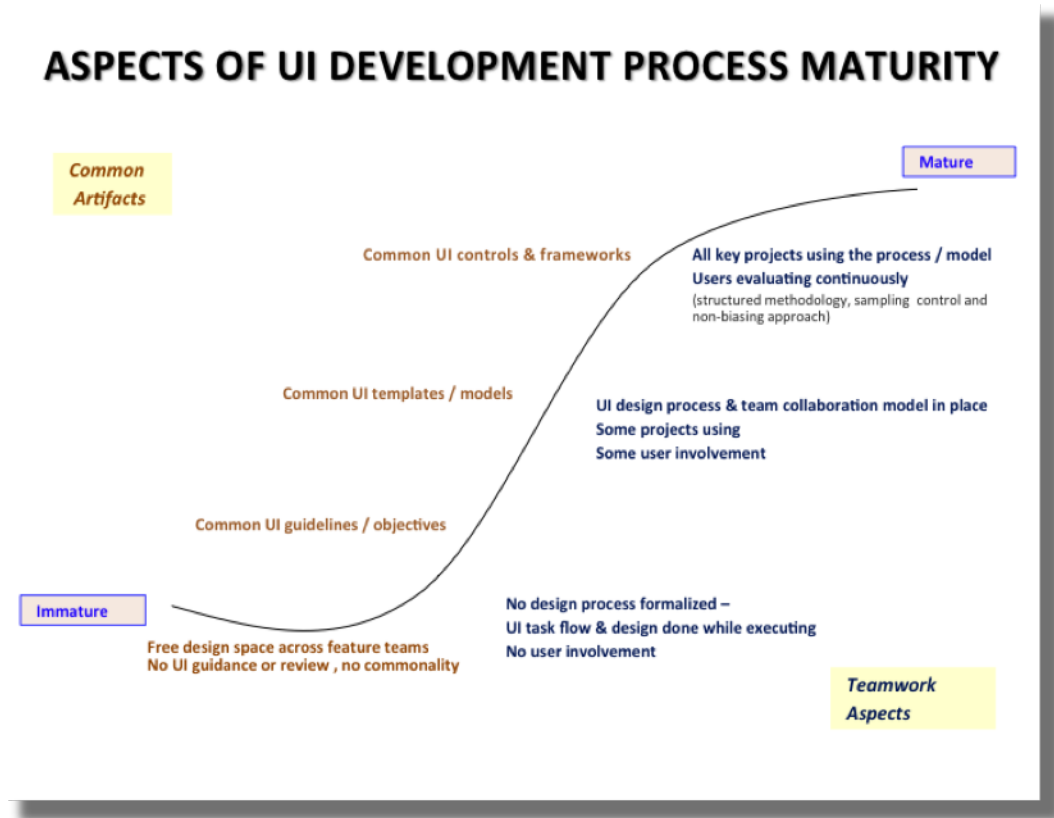 ASPECTS OF UI DEVELOPMENT PROCESS MATURITY
Common
Artifacts
Mature
Common UI controls & frameworks
All key projects using the process / model
Users evaluating continuously
(structured methodology, sampling control and
non-biasing approach)
Common UI templates / models
UI design process & team collaboration model in place
Some projects using
Some user involvement
Common UI guidelines / objectives
Immature
No design process formalized –
UI task flow & design done while executing
No user involvement
Free design space across feature teams
No UI guidance or review , no commonality
Teamwork
Aspects